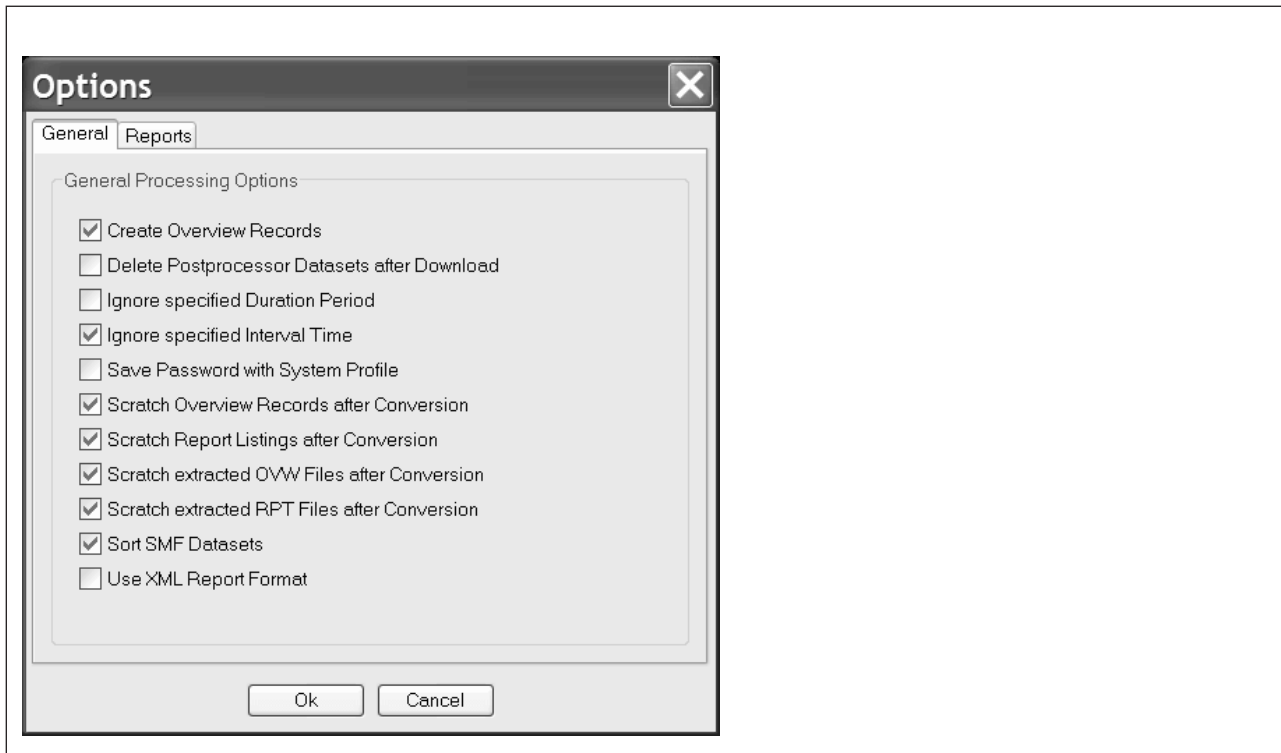 Options
General Reports
General Processing Options
Create Overview Records
Delete Postprocessor Datasets after Download
Ignore specified Duration Period
Ignore specified Interval Time
Save Password with System Profile
Scratch Overview Records after Conversion
Scratch Report Listings after Conversion
Scratch extracted OVW Files after Conversion
Scratch extracted RPT Files after Conversion
Sort SMF Datasets
Use XML Report Format
Ok Cancel